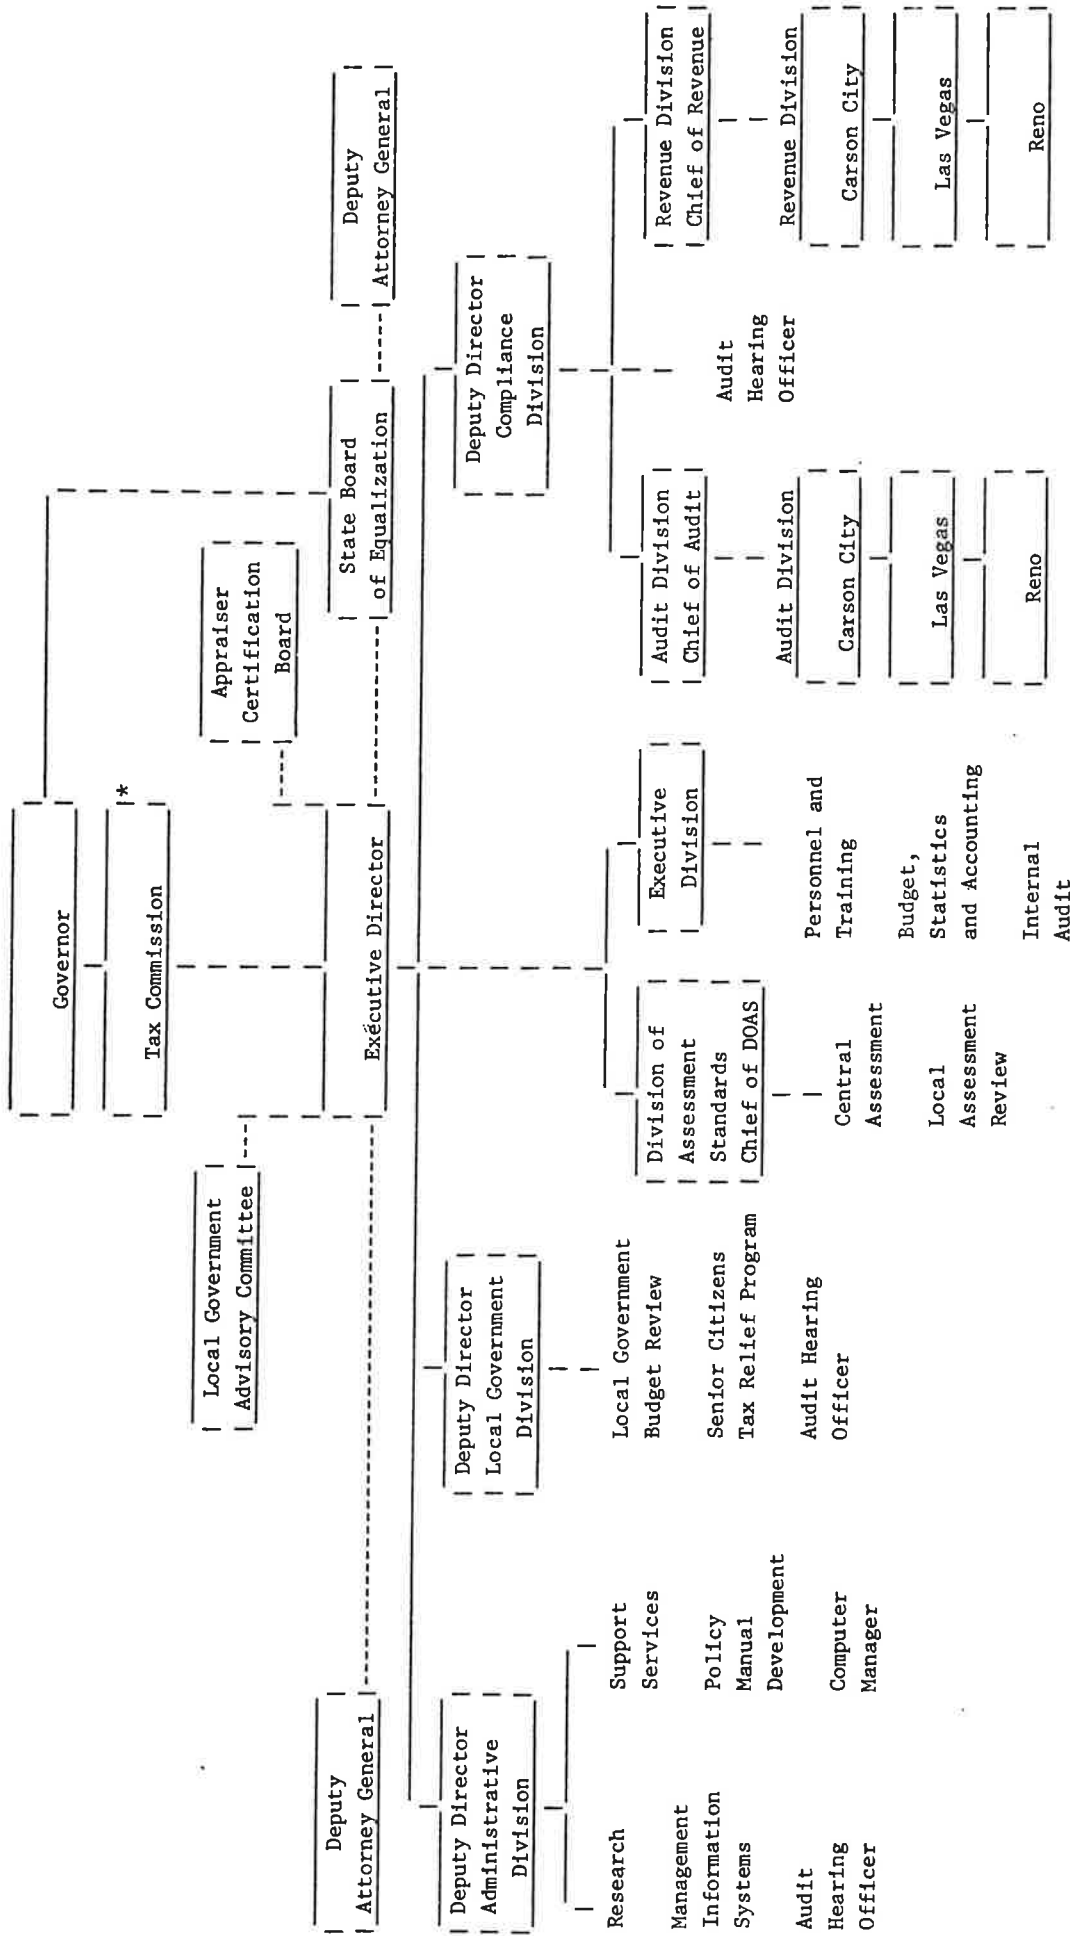 Governor
Tax Commission
*
Local Government
Advisory Committee
Appraiser
Certification
Board
Deputy
Attorney General
Executive Director
State Board
of Equalization
Deputy
Attorney General
Deputy Director
Administrative
Division
Deputy Director
Local Government
Division
Deputy Director
Compliance
Division
Research
Management
Information
Systems
Audit
Hearing
Officer
Support
Services
Policy
Manual
Development
Computer
Manager
Local Government
Budget Review
Senior Citizens
Tax Relief Program
Audit Hearing
Officer
Division of
Assessment
Standards
Chief of DOAS
Central
Assessment
Local
Assessment
Review
Executive
Division
Personnel and
Training
Budget,
Statistics
and Accounting
Internal
Audit
Audit Division
Chief of Audit
Audit Division
Carson City
Las Vegas
Reno
Audit
Hearing
Officer
Revenue Division
Chief of Revenue
Revenue Division
Carson City
Las Vegas
Reno